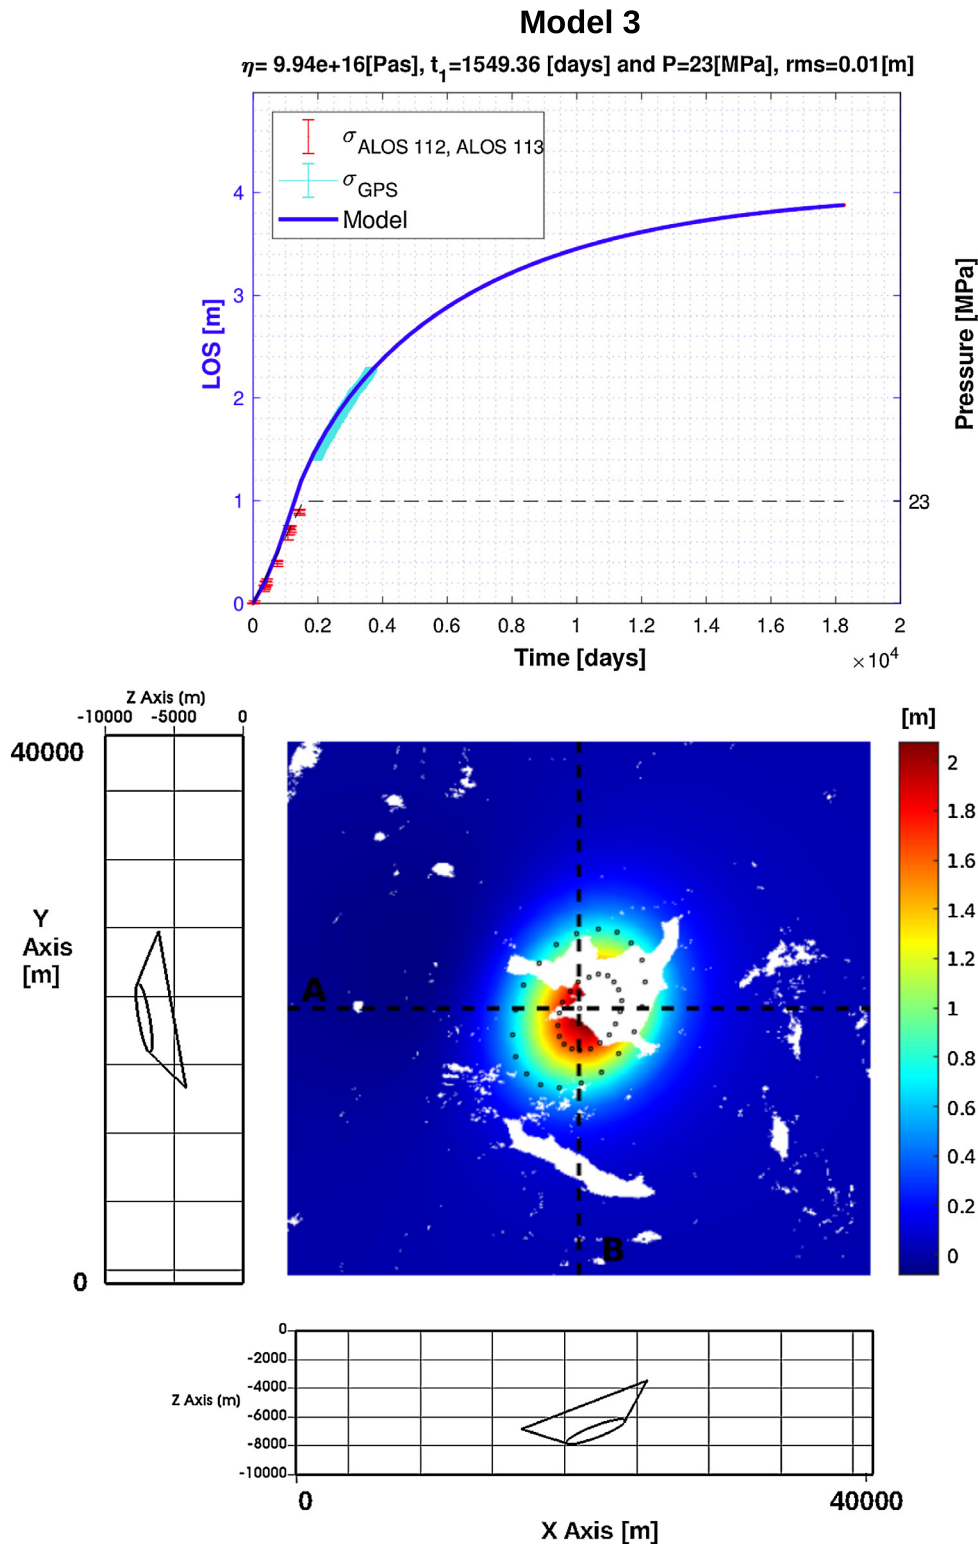 Model 3
η= 9.94e+16[Pas], t1=1549.36 [days] and P=23[MPa], rms=0.01[m]
σALOS 112, ALOS 113
σGPS
Model
4
3
2
1
0
LOS [m]
Pressure [MPa]
23
0 0.2 0.4 0.6 0.8 1 1.2 1.4 1.6 1.8 2
Time [days]
×10^4
Z Axis (m)
-10000 -5000 0
40000
Y
Axis
[m]
0
A
B
[m]
2
1.8
1.6
1.4
1.2
1
0.8
0.6
0.4
0.2
0
0
-2000
-4000
Z Axis (m)
-6000
-8000
-10000
0 40000
X Axis [m]